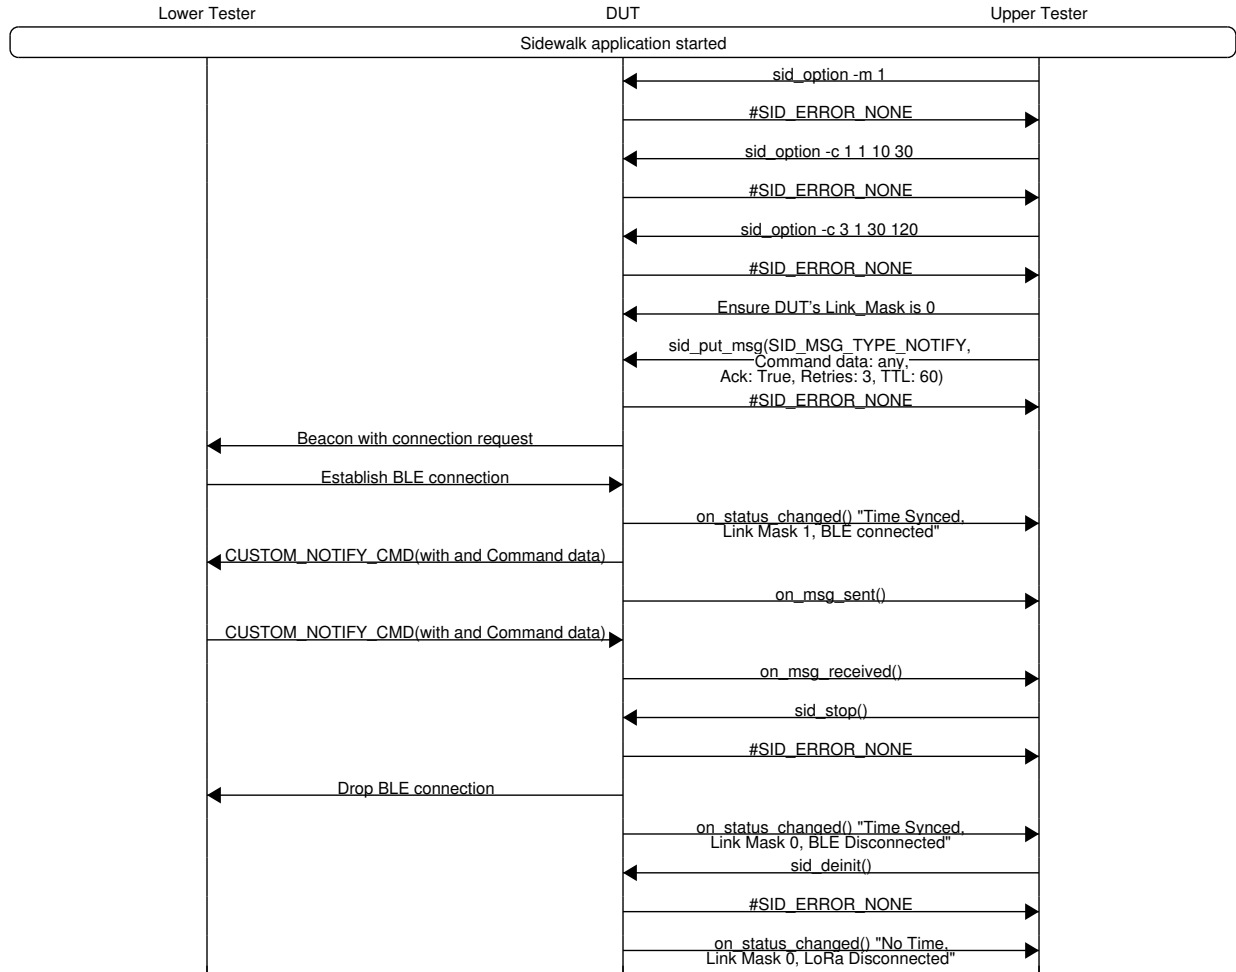 Lower Tester DUT Upper Tester
Sidewalk application started
sid_option -m 1
#SID_ERROR_NONE
sid_option -c 1 1 10 30
#SID_ERROR_NONE
sid_option -c 3 1 30 120
#SID_ERROR_NONE
Ensure DUT's Link_Mask is 0
sid_put_msg(SID_MSG_TYPE_NOTIFY,
Command data: any,
Ack: True, Retries: 3, TTL: 60)
#SID_ERROR_NONE
Beacon with connection request
Establish BLE connection
on_status_changed() "Time Synced,
Link Mask 1, BLE connected"
CUSTOM_NOTIFY_CMD(with and Command data)
on_msg_sent()
CUSTOM_NOTIFY_CMD(with and Command data)
on_msg_received()
sid_stop()
#SID_ERROR_NONE
Drop BLE connection
on_status_changed() "Time Synced,
Link Mask 0, BLE Disconnected"
sid_deinit()
#SID_ERROR_NONE
on_status_changed() "No Time,
Link Mask 0, LoRa Disconnected"